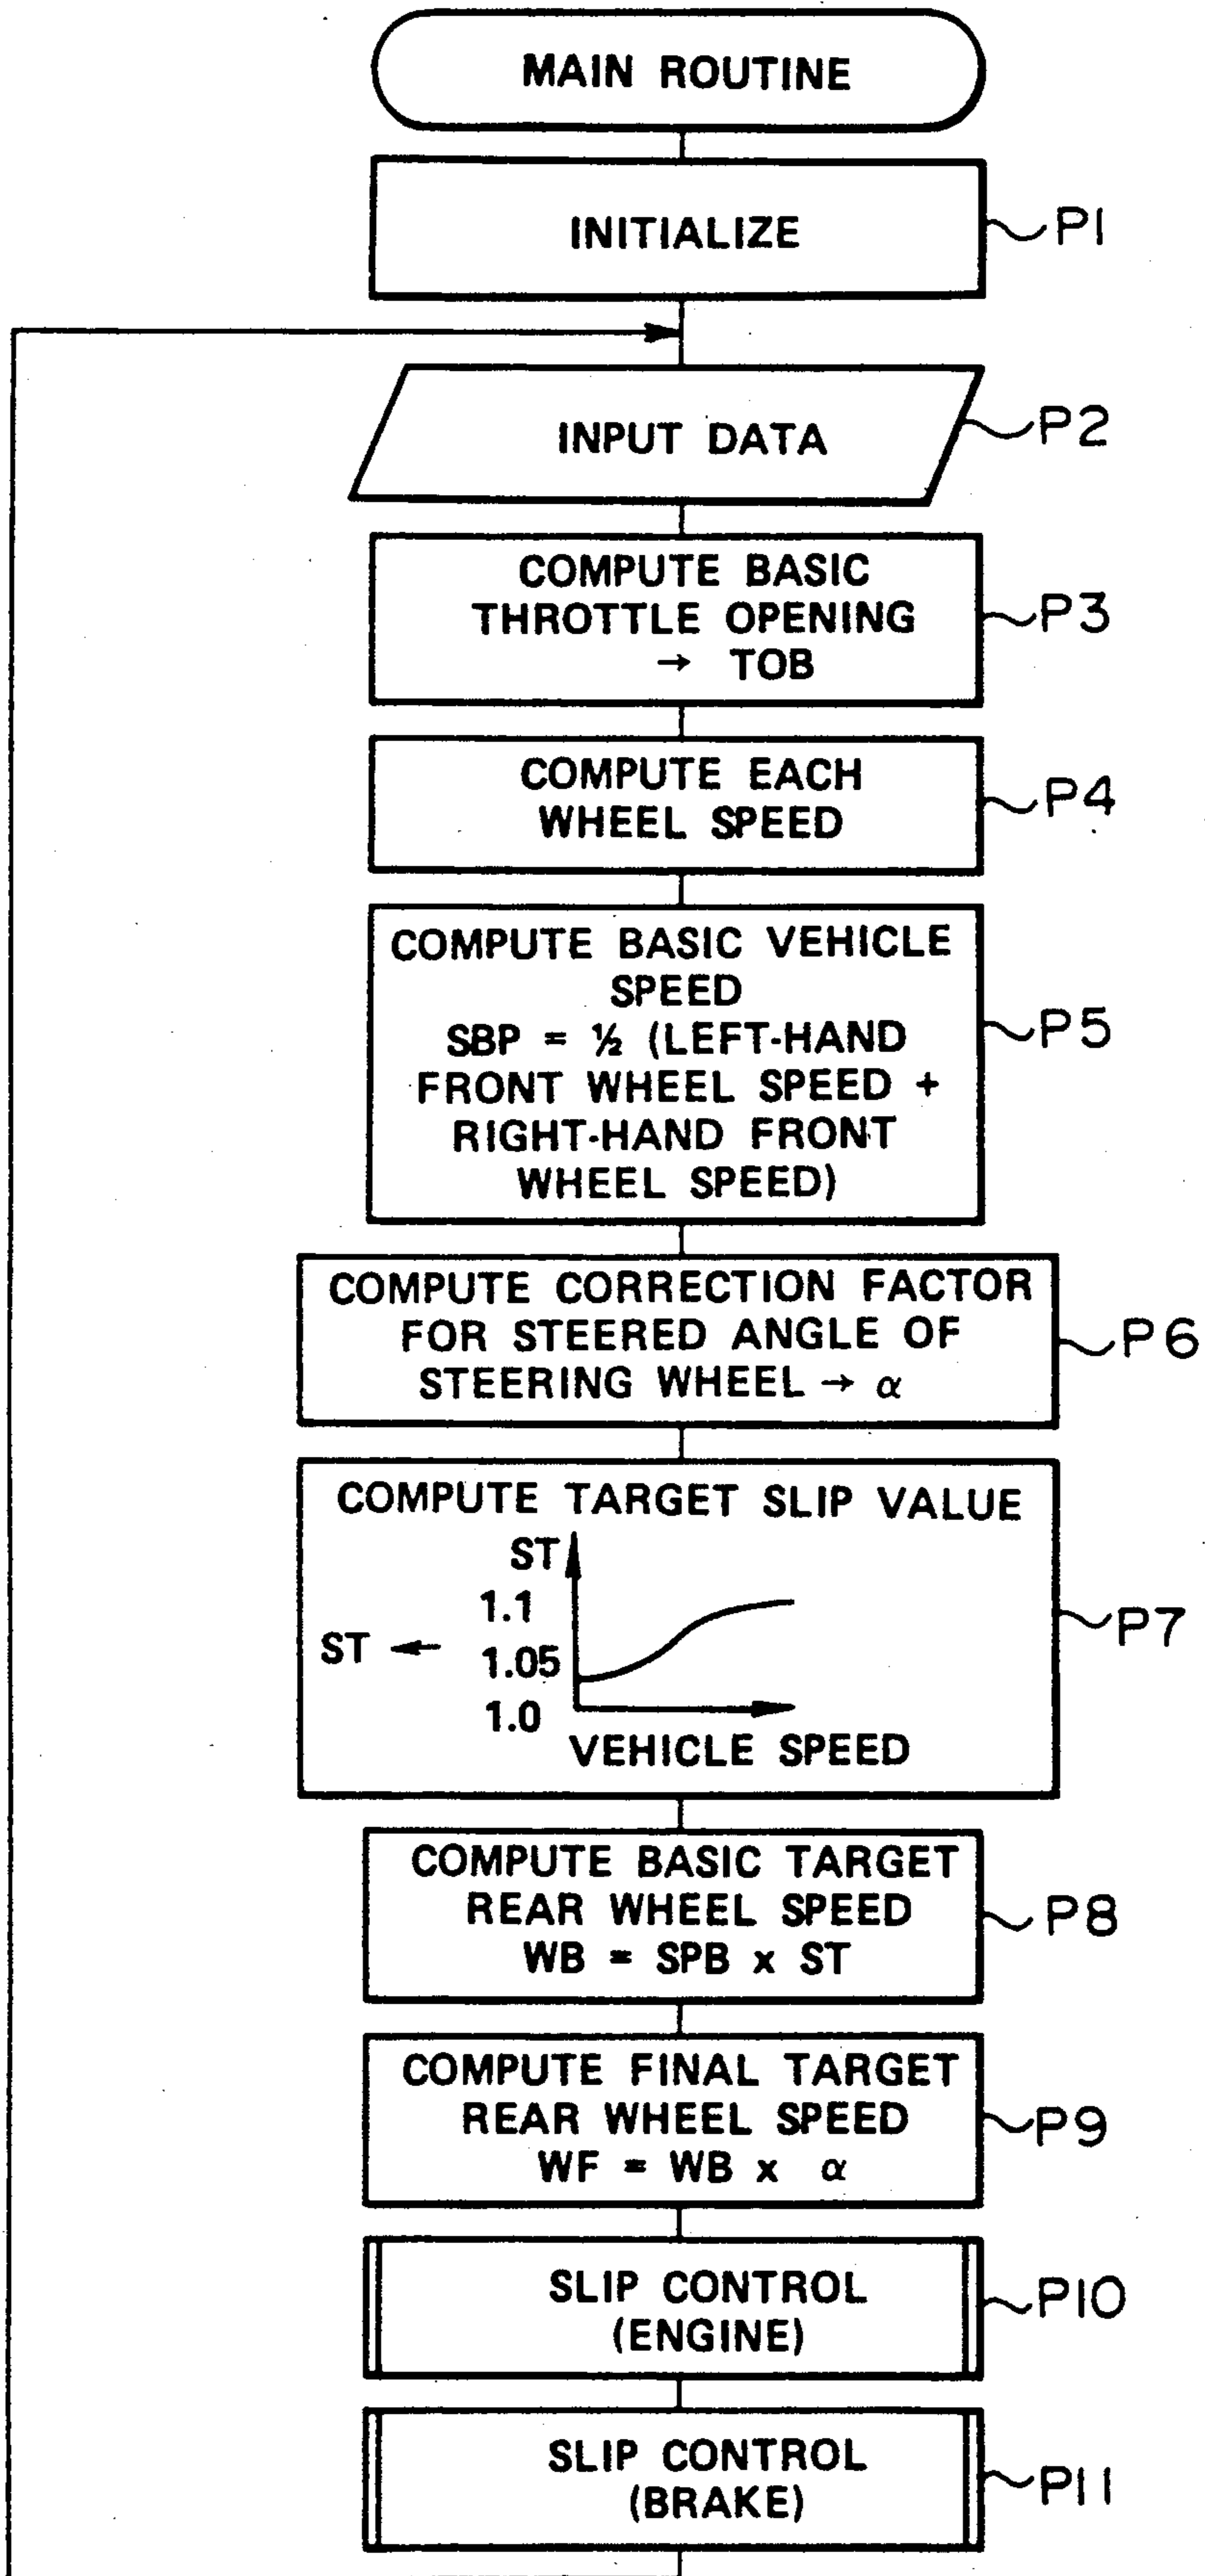 MAIN ROUTINE
INITIALIZE
P1
INPUT DATA
P2
COMPUTE BASIC
THROTTLE OPENING
→ TOB
P3
COMPUTE EACH
WHEEL SPEED
P4
COMPUTE BASIC VEHICLE
SPEED
SBP = ½ (LEFT-HAND
FRONT WHEEL SPEED +
RIGHT-HAND FRONT
WHEEL SPEED)
P5
COMPUTE CORRECTION FACTOR
FOR STEERED ANGLE OF
STEERING WHEEL → α
P6
COMPUTE TARGET SLIP VALUE
ST
1.1
ST ←
1.05
1.0
VEHICLE SPEED
P7
COMPUTE BASIC TARGET
REAR WHEEL SPEED
WB = SPB x ST
P8
COMPUTE FINAL TARGET
REAR WHEEL SPEED
WF = WB x α
P9
SLIP CONTROL
(ENGINE)
P10
SLIP CONTROL
(BRAKE)
P11